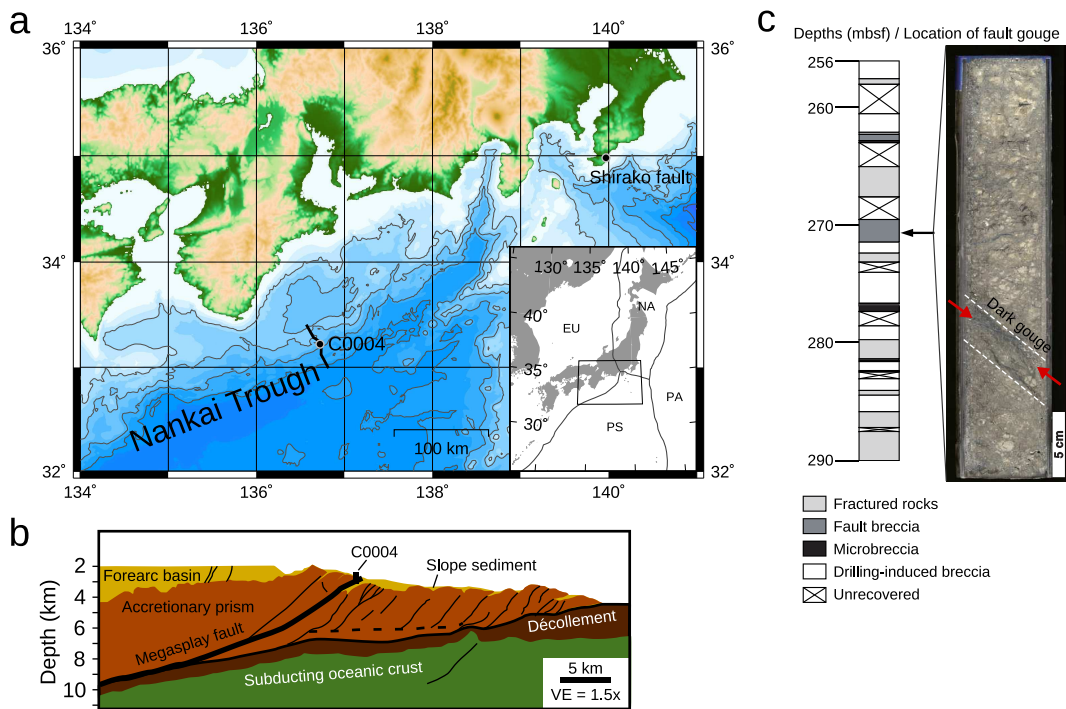 a
134°
136°
138°
140°
36°
36°
34°
34°
32°
32°
134°
136°
138°
140°
Shirako fault
C0004
Nankai Trough
100 km
130°
135°
140°
145°
40°
35°
30°
NA
EU
PA
PS
b
Depth (km)
2
4
6
8
10
C0004
Forearc basin
Slope sediment
Accretionary prism
Megasplay fault
Décollement
Subducting oceanic crust
5 km
VE = 1.5x
c
Depths (mbsf) / Location of fault gouge
256
260
270
280
290
Dark gouge
5 cm
Fractured rocks
Fault breccia
Microbreccia
Drilling-induced breccia
Unrecovered